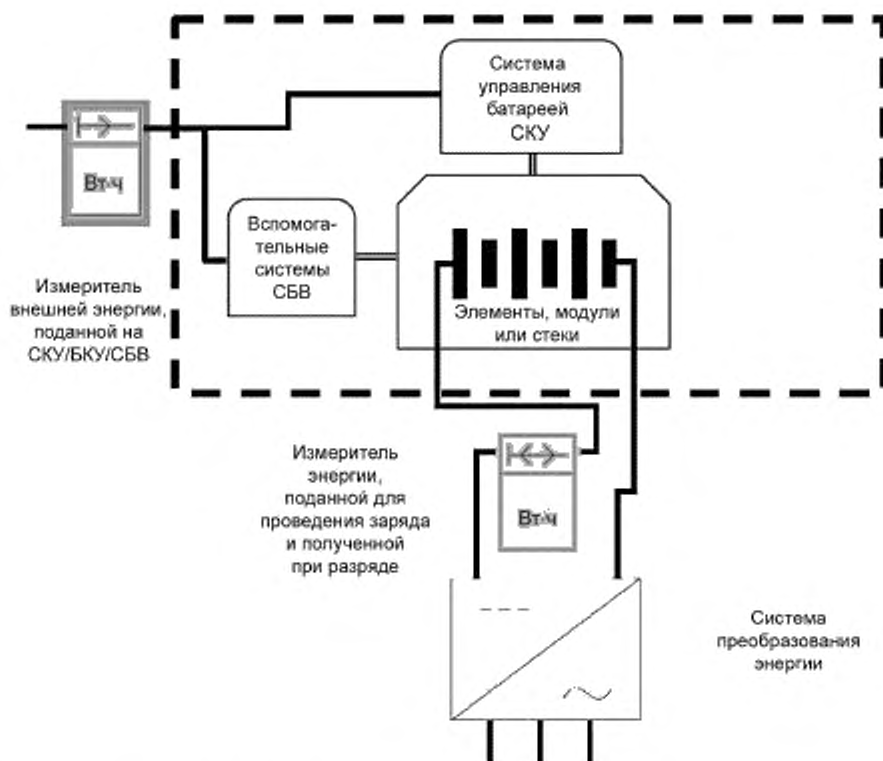 Система
управления
батареей
СКУ
Вт·ч
Вспомога-
тельные
системы
СБВ
Элементы, модули
или стеки
Измеритель
внешней энергии,
поданной на
СКУ/БКУ/СБВ
Измеритель
энергии,
поданной для
проведения заряда
и полученной
при разряде
Вт·ч
Система
преобразования
энергии